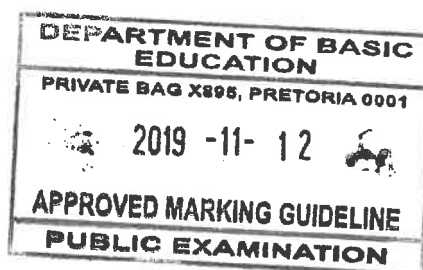 DEPARTMENT OF BASIC
EDUCATION
PRIVATE BAG X895, PRETORIA 0001
2019 -11- 12
APPROVED MARKING GUIDELINE
PUBLIC EXAMINATION